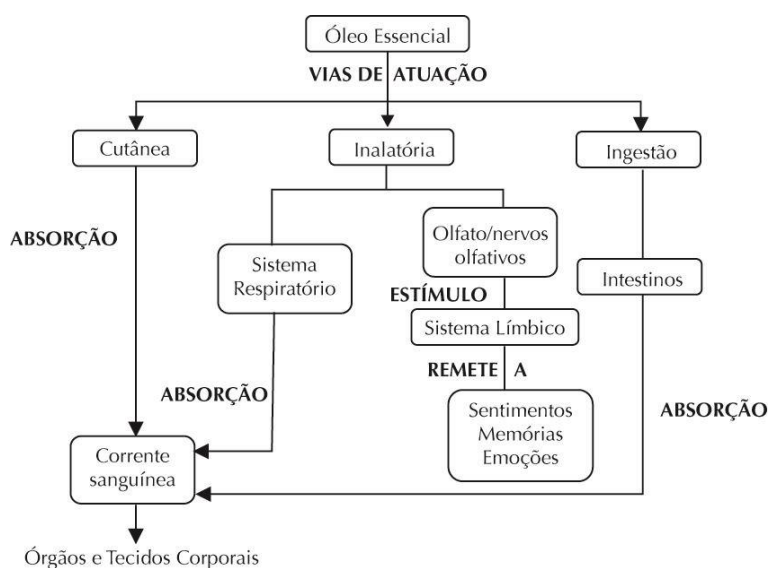 Óleo Essencial
VIAS DE ATUAÇÃO
Cutânea
Inalatória
Ingestão
ABSORÇÃO
Sistema
Respiratório
Olfato/nervos
olfativos
Intestinos
ESTÍMULO
Sistema Límbico
REMETE A
ABSORÇÃO
Sentimentos
Memórias
Emoções
ABSORÇÃO
Corrente
sanguínea
Órgãos e Tecidos Corporais